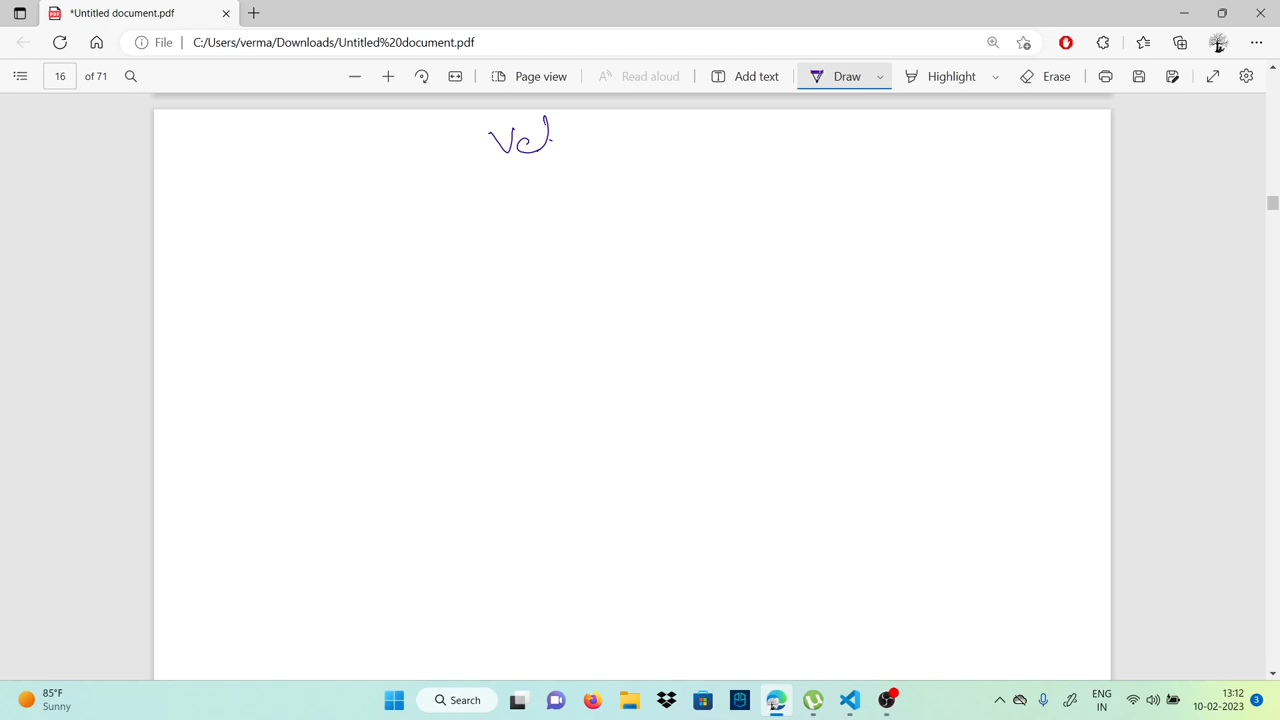 *Untitled document.pdf
File
C:/Users/verma/Downloads/Untitled%20document.pdf
16 of 71
Page view
Read aloud
Add text
Draw
Highlight
Erase
85°F
Sunny
Search
ENG
IN
13:12
10-02-2023
3